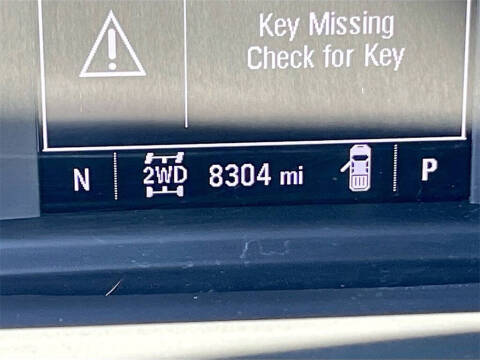 Key Missing
Check for Key
N 2WD 8304 mi P